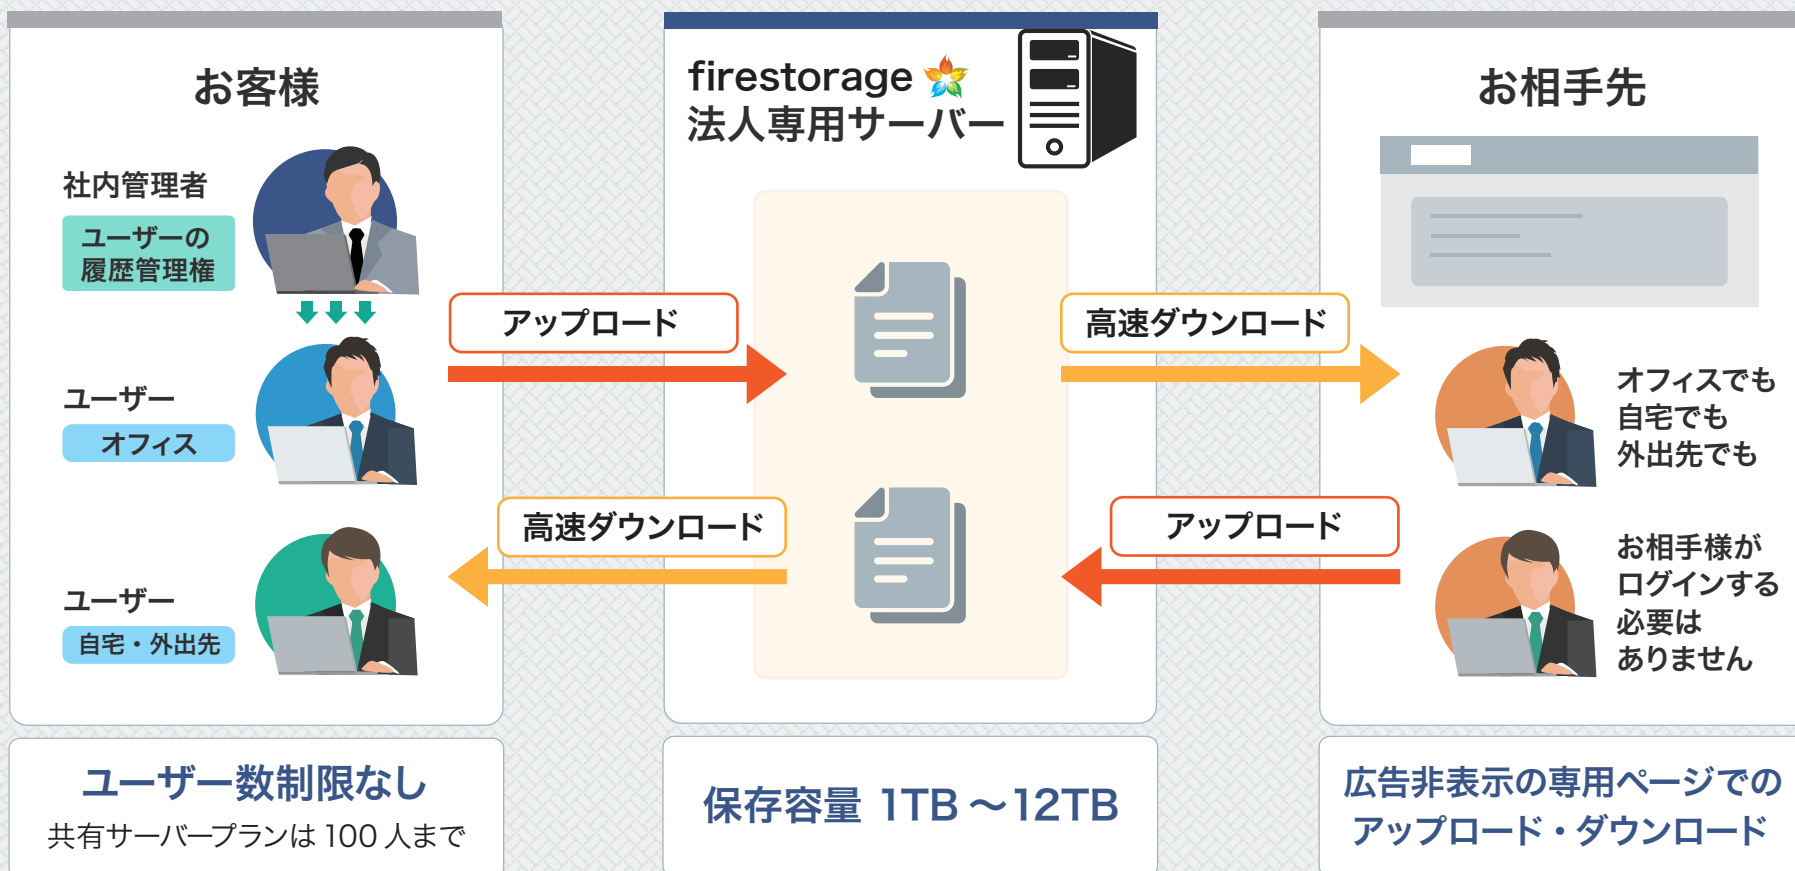 お客様
社内管理者
ユーザーの
履歴管理権
ユーザー
オフィス
ユーザー
自宅・外出先
ユーザー数制限なし
共有サーバープランは 100 人まで
アップロード
高速ダウンロード
firestorage
法人専用サーバー
保存容量 1TB ～12TB
高速ダウンロード
アップロード
お相手先
オフィスでも
自宅でも
外出先でも
お相手様が
ログインする
必要は
ありません
広告非表示の専用ページでの
アップロード・ダウンロード